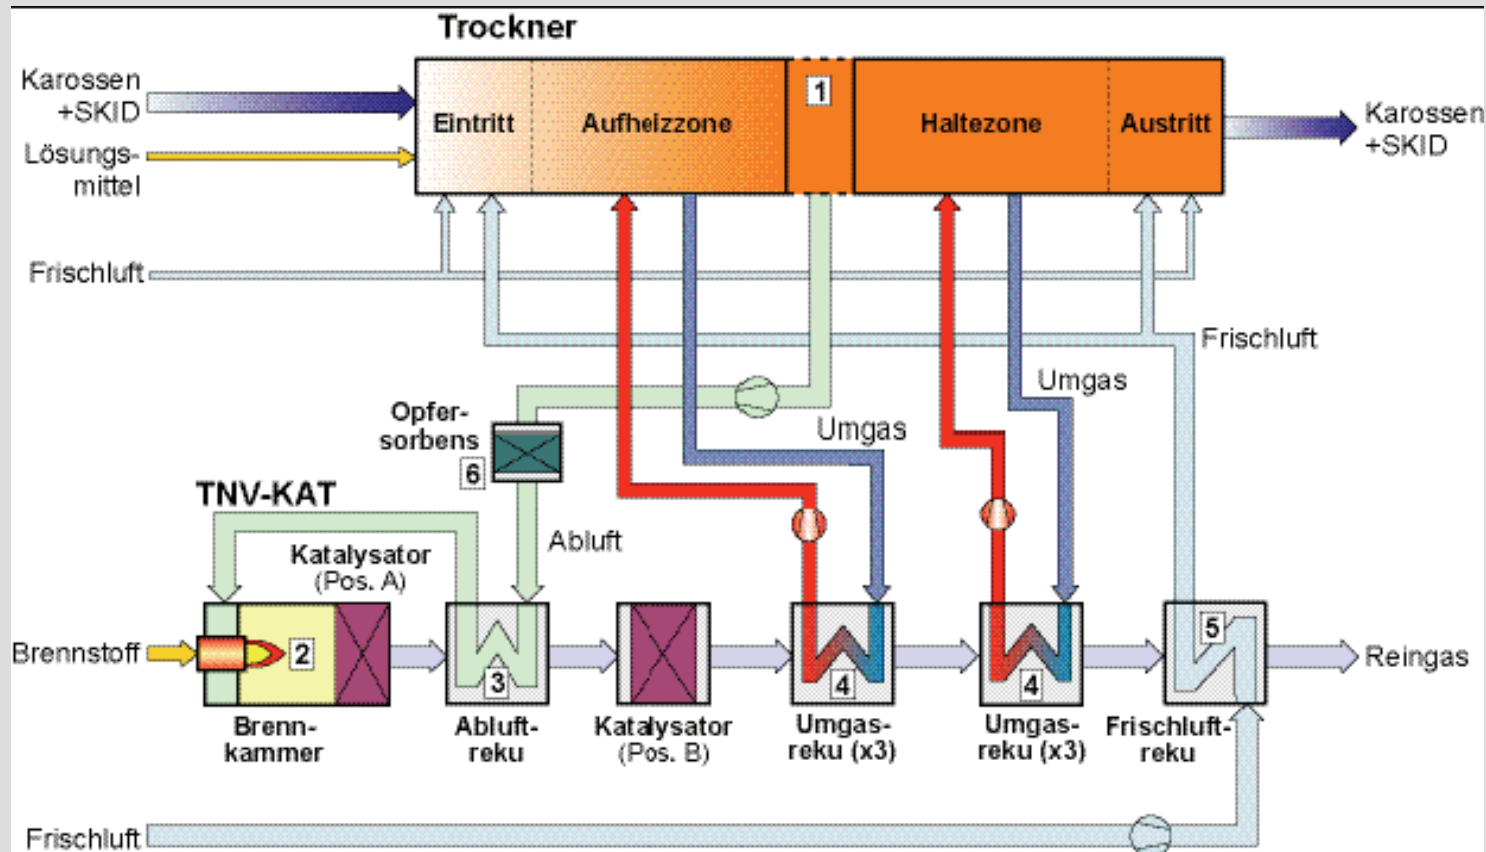 Trockner
Karossen
+SKID
Lösungs-
mittel
Eintritt
Aufheizzone
1
Haltezone
Austritt
Karossen
+SKID
Frischluft
Frischluft
Umgas
Umgas
Opfer-
sorbens
6
TNV-KAT
Katalysator
(Pos. A)
Abluft
Brennstoff
2
3
4
4
5
Reingas
Brenn-
kammer
Abluft-
reku
Katalysator
(Pos. B)
Umgas-
reku (x3)
Umgas-
reku (x3)
Frischluft-
reku
Frischluft